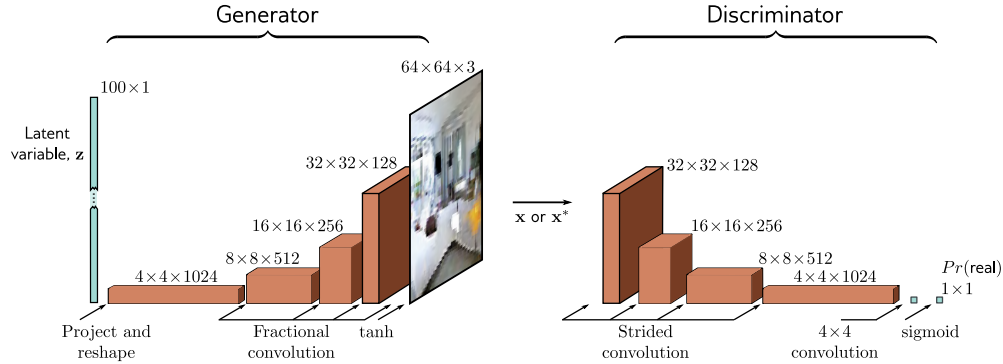 Generator
Discriminator
64×64×3
100×1
Latent
variable, z
32×32×128
32×32×128
16×16×256
x or x*
16×16×256
8×8×512
8×8×512
4×4×1024
4×4×1024
Pr(real)
1×1
Project and
reshape
Fractional
convolution
tanh
Strided
convolution
4×4
convolution
sigmoid